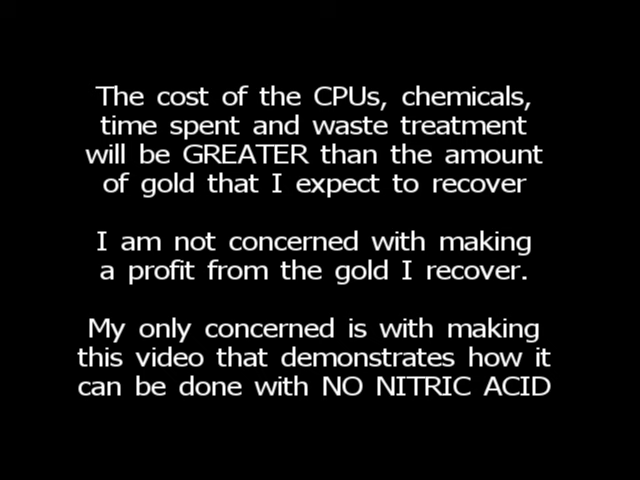 The cost of the CPUs, chemicals,
time spent and waste treatment
will be GREATER than the amount
of gold that I expect to recover
I am not concerned with making
a profit from the gold I recover.
My only concerned is with making
this video that demonstrates how it
can be done with NO NITRIC ACID